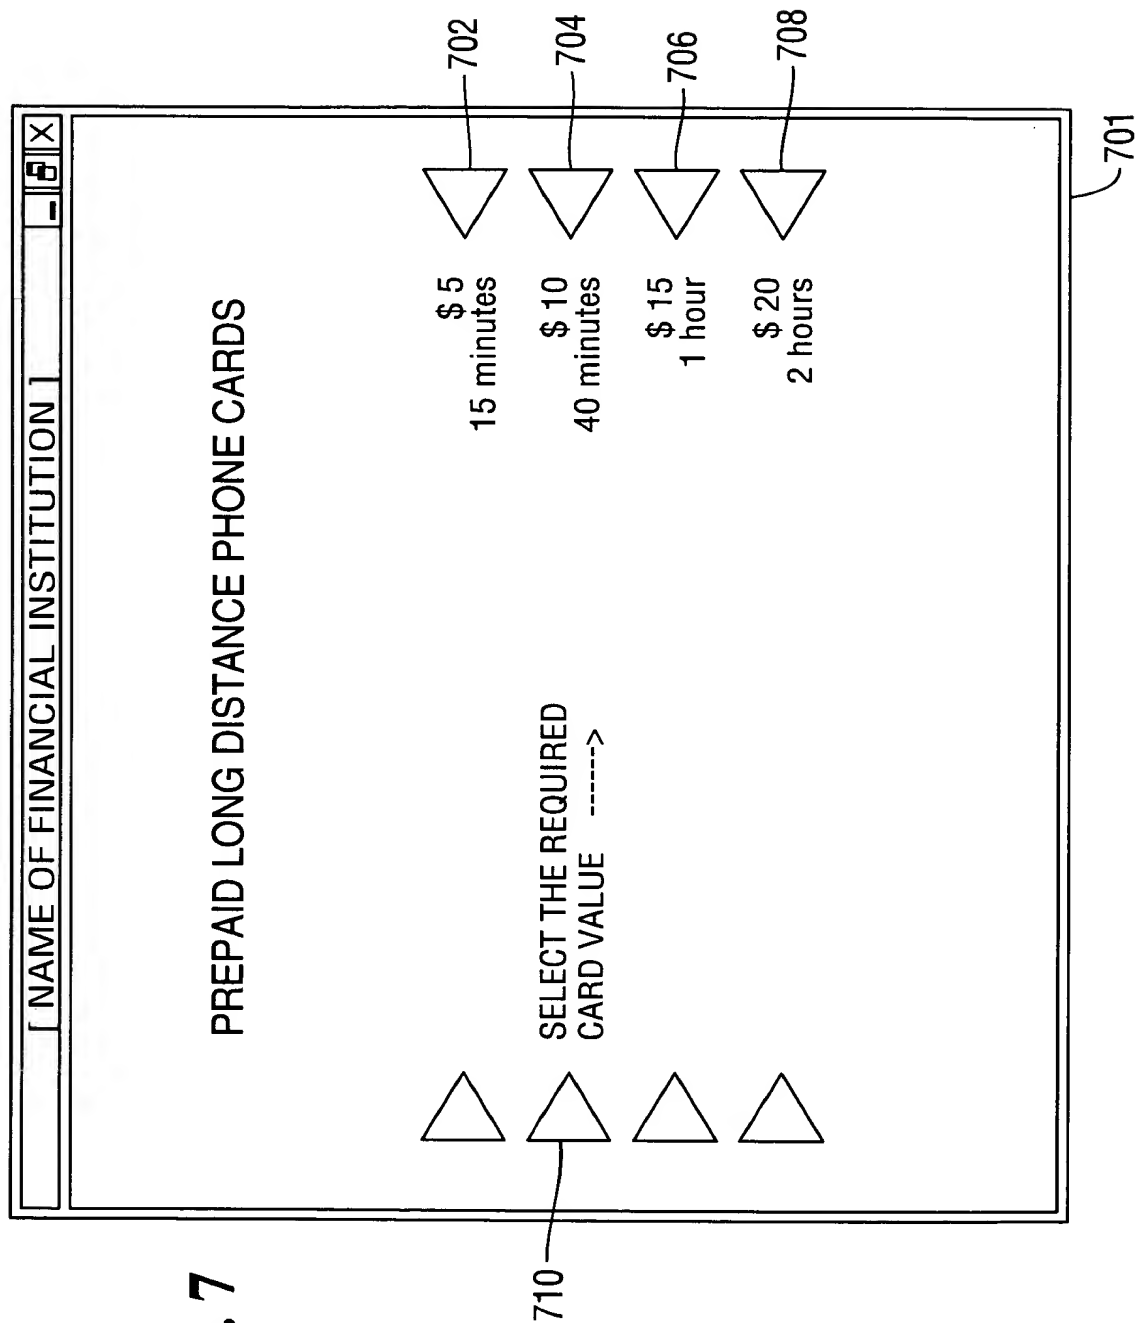 [ NAME OF FINANCIAL INSTITUTION ]
PREPAID LONG DISTANCE PHONE CARDS
$ 5
15 minutes
702
SELECT THE REQUIRED
CARD VALUE ------->
$ 10
40 minutes
704
710
$ 15
1 hour
706
$ 20
2 hours
708
701
. 7